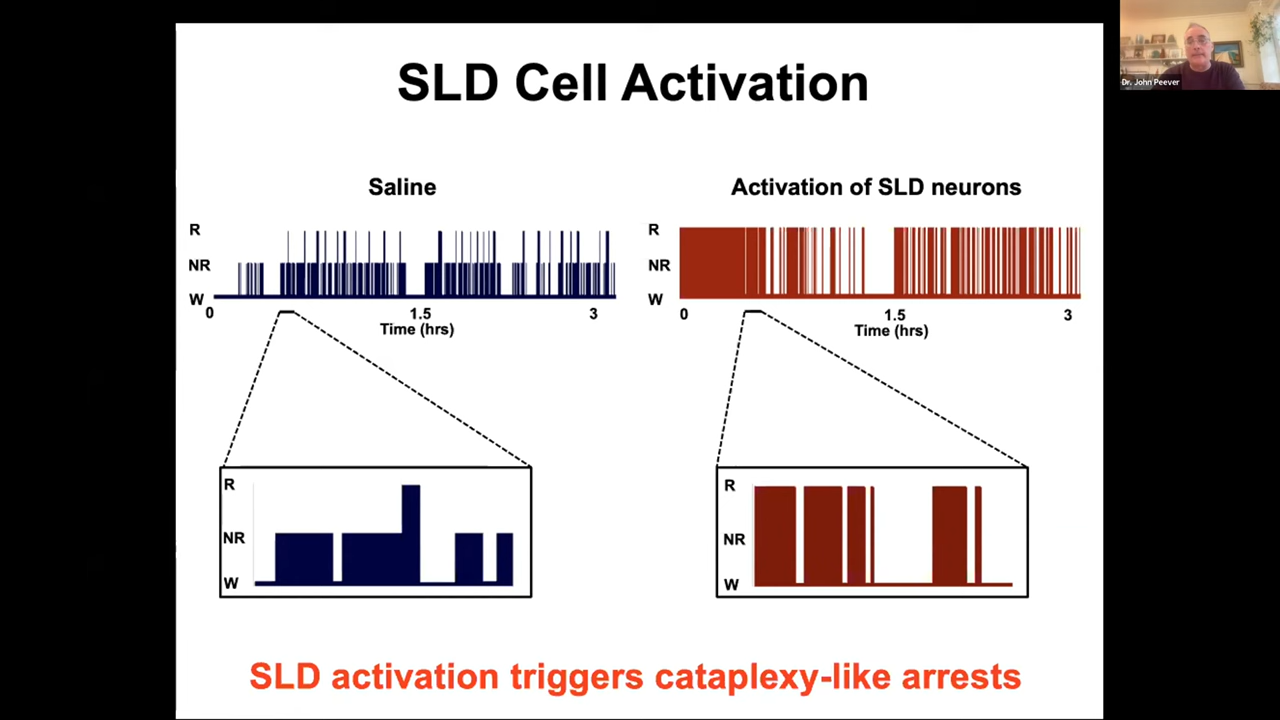 SLD Cell Activation
Dr. John Peever
Saline
R
NR
W
0
1.5
3
Time (hrs)
Activation of SLD neurons
R
NR
W
0
1.5
3
Time (hrs)
R
NR
W
R
NR
W
SLD activation triggers cataplexy-like arrests